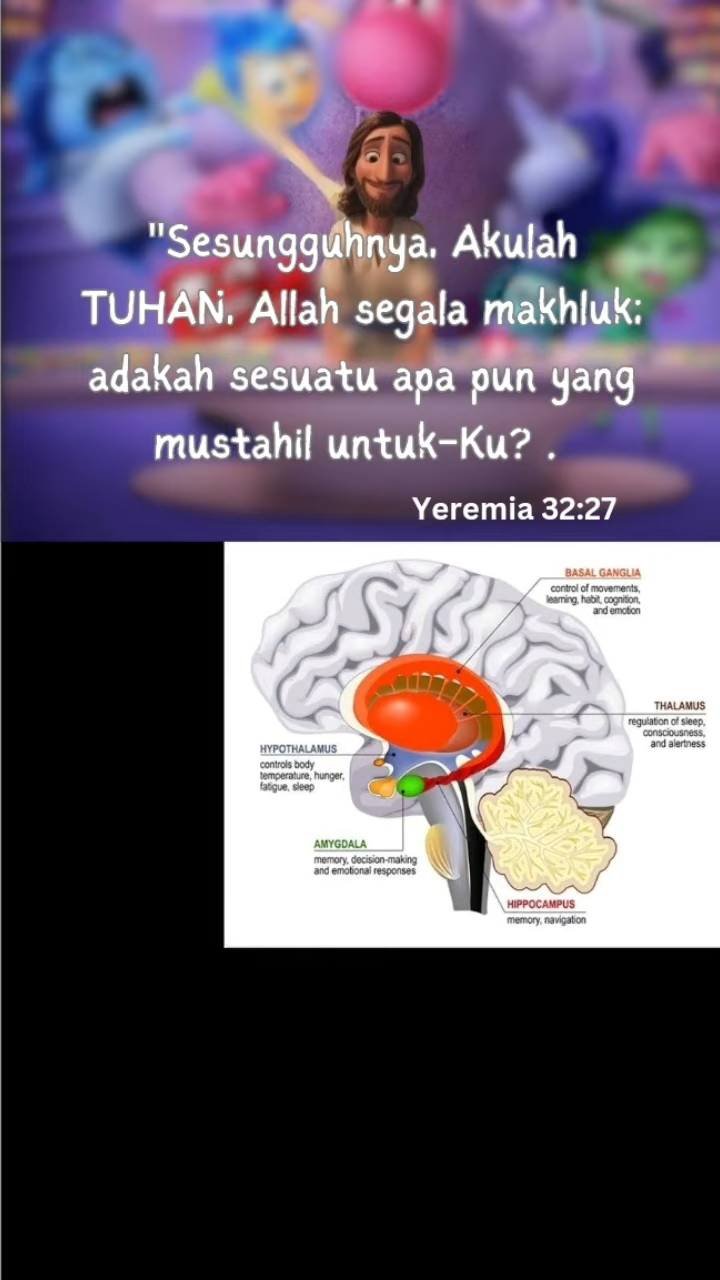 "Sesungguhnya, Akulah
TUHAN, Allah segala makhluk;
adakah sesuatu apa pun yang
mustahil untuk-Ku? .
Yeremia 32:27
BASAL GANGLIA
control of movements,
learning, habit, cognition,
and emotion
THALAMUS
regulation of sleep,
consciousness,
and alertness
HYPOTHALAMUS
controls body
temperature, hunger,
fatigue, sleep
AMYGDALA
memory, decision-making
and emotional responses
HIPPOCAMPUS
memory, navigation